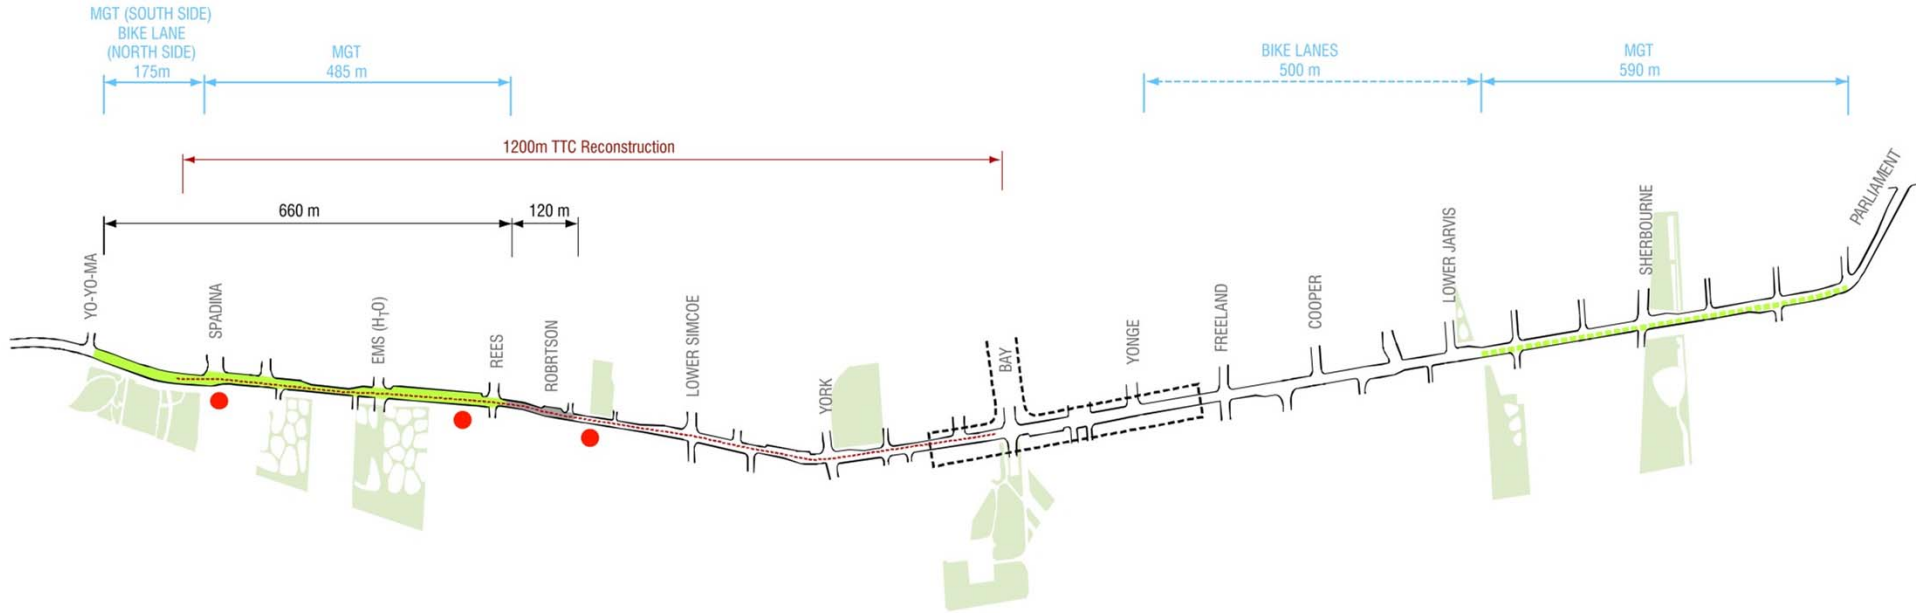 MGT (SOUTH SIDE)
BIKE LANE
(NORTH SIDE)
175m
MGT
485 m
BIKE LANES
500 m
MGT
590 m
1200m TTC Reconstruction
660 m
120 m
YO-YO-MA
SPADINA
EMS (HTO)
REES
ROBRTSON
LOWER SIMCOE
YORK
BAY
YONGE
FREELAND
COOPER
LOWER JARVIS
SHERBOURNE
PARLIAMENT